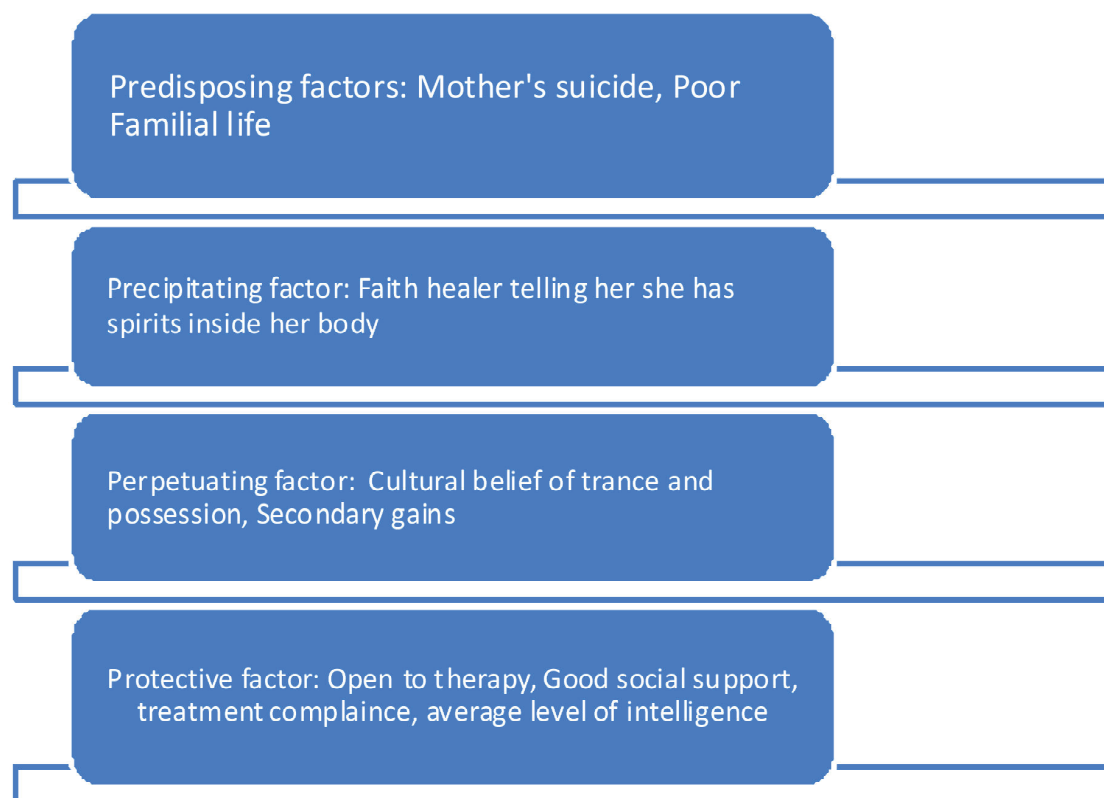 Predisposing factors: Mother's suicide, Poor
Familial life
Precipitating factor: Faith healer telling her she has
spirits inside her body
Perpetuating factor:  Cultural belief of trance and
possession, Secondary gains
Protective factor: Open to therapy, Good social support,
treatment complaince, average level of intelligence